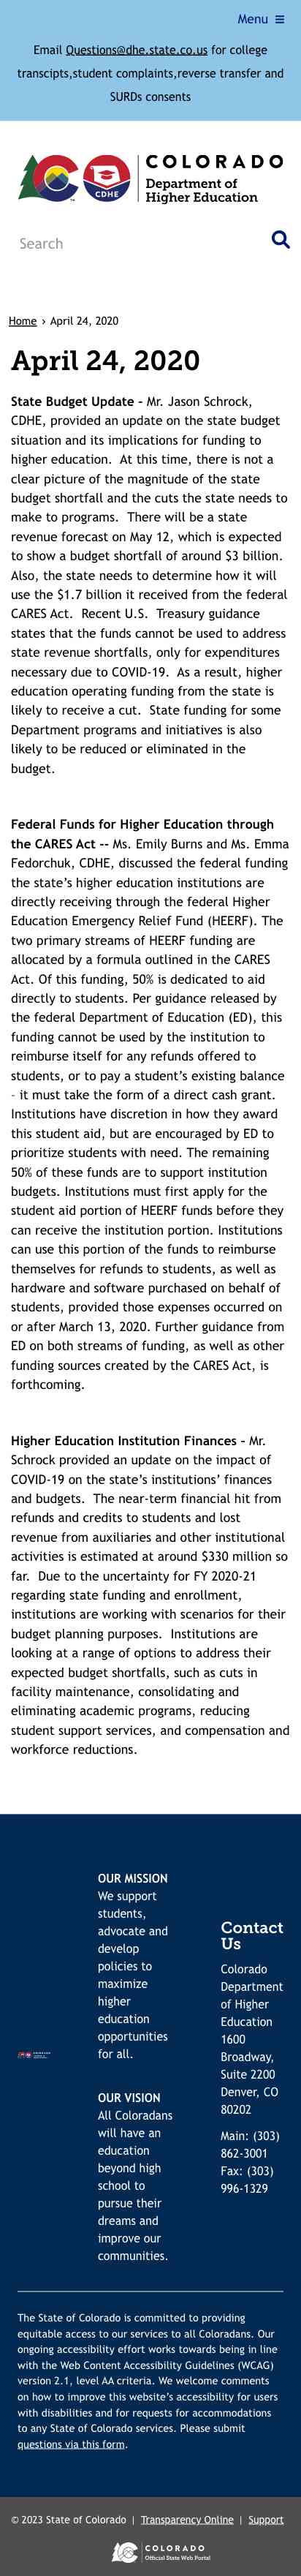 Menu ≡
Email Questions@dhe.state.co.us for college
transcipts,student complaints,reverse transfer and
SURDs consents
CDHE
COLORADO
Department of
Higher Education
Search
Home › April 24, 2020
April 24, 2020
State Budget Update - Mr. Jason Schrock,
CDHE, provided an update on the state budget
situation and its implications for funding for
higher education.  At this time, there is not a
clear picture of the magnitude of the state
budget shortfall and the cuts the state needs to
make to programs.  There will be a state
revenue forecast on May 12, which is expected
to show a budget shortfall of around $3 billion.
Also, the state needs to determine how it will
use the $1.7 billion it received from the federal
CARES Act.  Recent U.S.  Treasury guidance
states that the funds cannot be used to address
state revenue shortfalls, only for expenditures
necessary due to COVID-19.  As a result, higher
education operating funding from the state is
likely to receive a cut.  State funding for some
Department programs and initiatives is also
likely to be reduced or eliminated in the
budget.
Federal Funds for Higher Education through
the CARES Act -- Ms. Emily Burns and Ms. Emma
Fedorchuk, CDHE, discussed the federal funding
the state's higher education institutions are
directly receiving through the federal Higher
Education Emergency Relief Fund (HEERF). The
two primary streams of HEERF funding are
allocated by a formula outlined in the CARES
Act. Of this funding, 50% is dedicated to aid
directly to students. Per guidance released by
the federal Department of Education (ED), this
funding cannot be used by the institution to
reimburse itself for any refunds offered to
students, or to pay a student's existing balance
- it must take the form of a direct cash grant.
Institutions have discretion in how they award
this student aid, but are encouraged by ED to
prioritize students with need. The remaining
50% of these funds are to support institution
budgets. Institutions must first apply for the
student aid portion of HEERF funds before they
can receive the institution portion. Institutions
can use this portion of the funds to reimburse
themselves for refunds to students, as well as
hardware and software purchased on behalf of
students, provided those expenses occurred on
or after March 13, 2020. Further guidance from
ED on both streams of funding, as well as other
funding sources created by the CARES Act, is
forthcoming.
Higher Education Institution Finances - Mr.
Schrock provided an update on the impact of
COVID-19 on the state's institutions' finances
and budgets.  The near-term financial hit from
refunds and credits to students and lost
revenue from auxiliaries and other institutional
activities is estimated at around $330 million so
far.  Due to the uncertainty for FY 2020-21
regarding state funding and enrollment,
institutions are working with scenarios for their
budget planning purposes.  Institutions are
looking at a range of options to address their
expected budget shortfalls, such as cuts in
facility maintenance, consolidating and
eliminating academic programs, reducing
student support services, and compensation and
workforce reductions.
OUR MISSION
We support
students,
advocate and
develop
policies to
maximize
higher
education
opportunities
for all.
OUR VISION
All Coloradans
will have an
education
beyond high
school to
pursue their
dreams and
improve our
communities.
Contact
Us
Colorado
Department
of Higher
Education
1600
Broadway,
Suite 2200
Denver, CO
80202
Main: (303)
862-3001
Fax: (303)
996-1329
The State of Colorado is committed to providing
equitable access to our services to all Coloradans. Our
ongoing accessibility effort works towards being in line
with the Web Content Accessibility Guidelines (WCAG)
version 2.1, level AA criteria. We welcome comments
on how to improve this website's accessibility for users
with disabilities and for requests for accommodations
to any State of Colorado services. Please submit
questions via this form.
© 2023 State of Colorado | Transparency Online | Support
COLORADO
Official State Web Portal